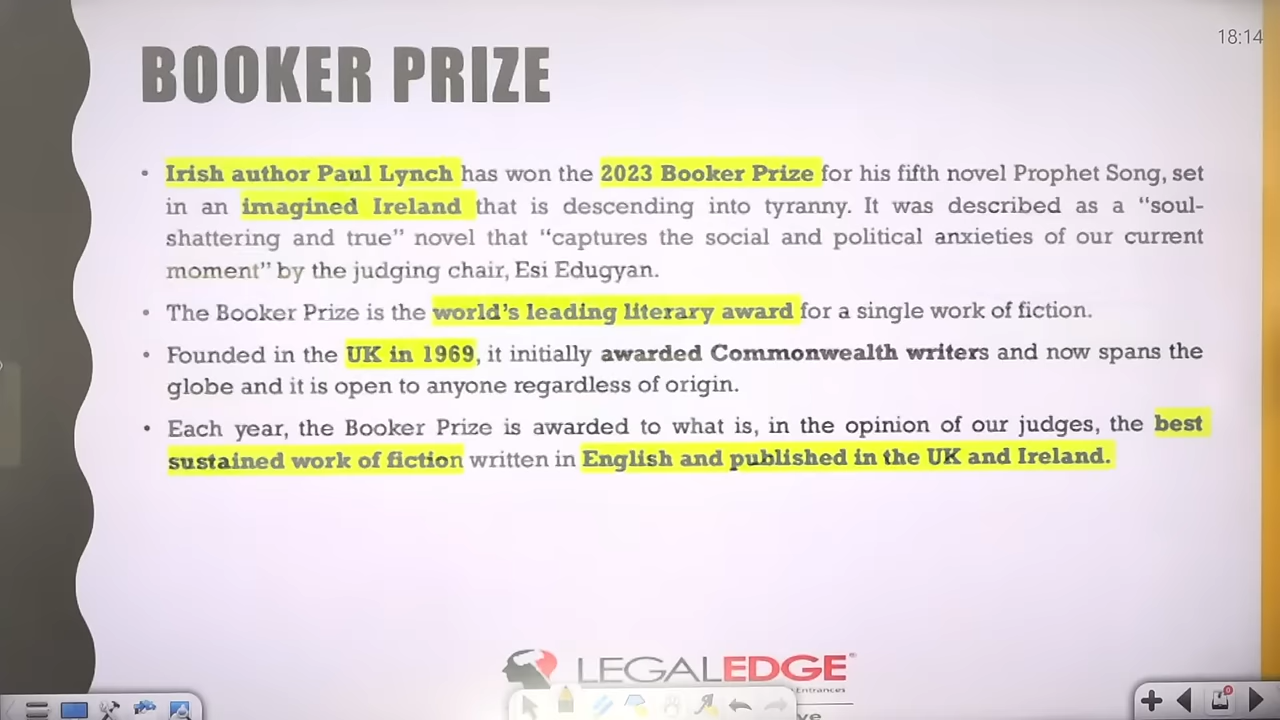 18:14
BOOKER PRIZE
• Irish author Paul Lynch has won the 2023 Booker Prize for his fifth novel Prophet Song, set
in an imagined Ireland that is descending into tyranny. It was described as a “soul-
shattering and true” novel that “captures the social and political anxieties of our current
moment” by the judging chair, Esi Edugyan.
• The Booker Prize is the world’s leading literary award for a single work of fiction.
• Founded in the UK in 1969, it initially awarded Commonwealth writers and now spans the
globe and it is open to anyone regardless of origin.
• Each year, the Booker Prize is awarded to what is, in the opinion of our judges, the best
sustained work of fiction written in English and published in the UK and Ireland.
LEGALEDGE
Entrances